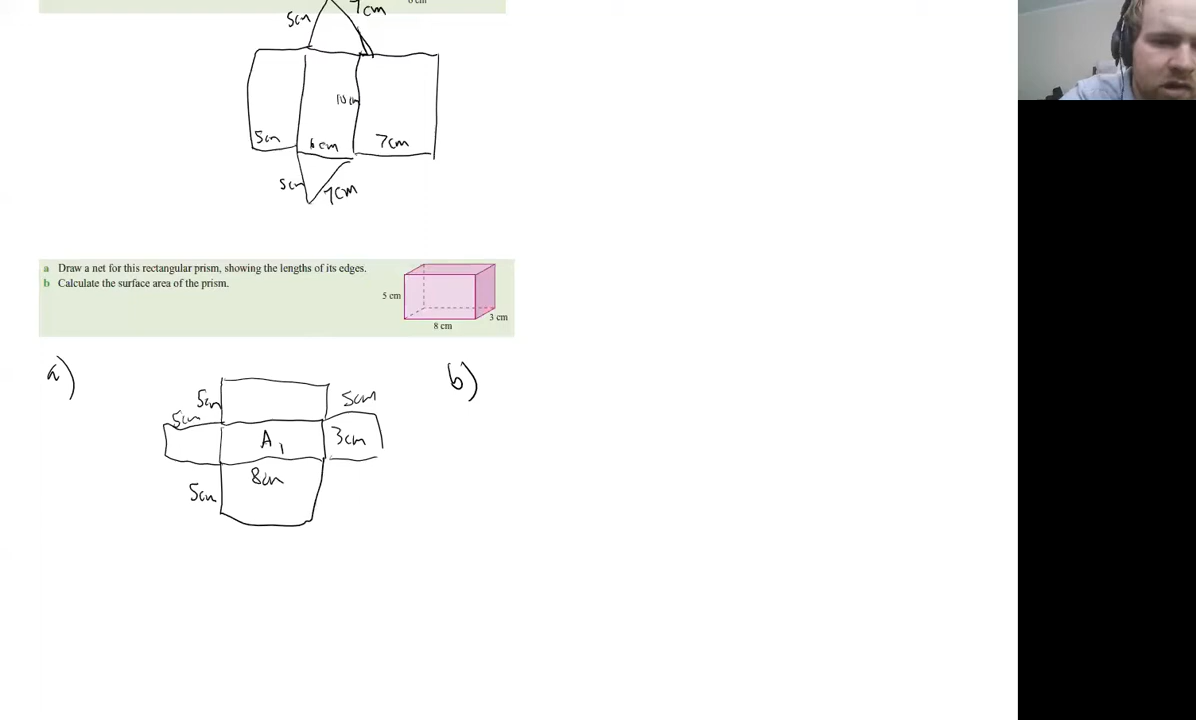 5cm 7cm 6 cm
10cm
5cm 6cm 7cm
5cm 7cm
a Draw a net for this rectangular prism, showing the lengths of its edges.
b Calculate the surface area of the prism.
5 cm
3 cm
8 cm
a) b)
5cm 5cm
5cm
A1 3cm
8cm
5cm